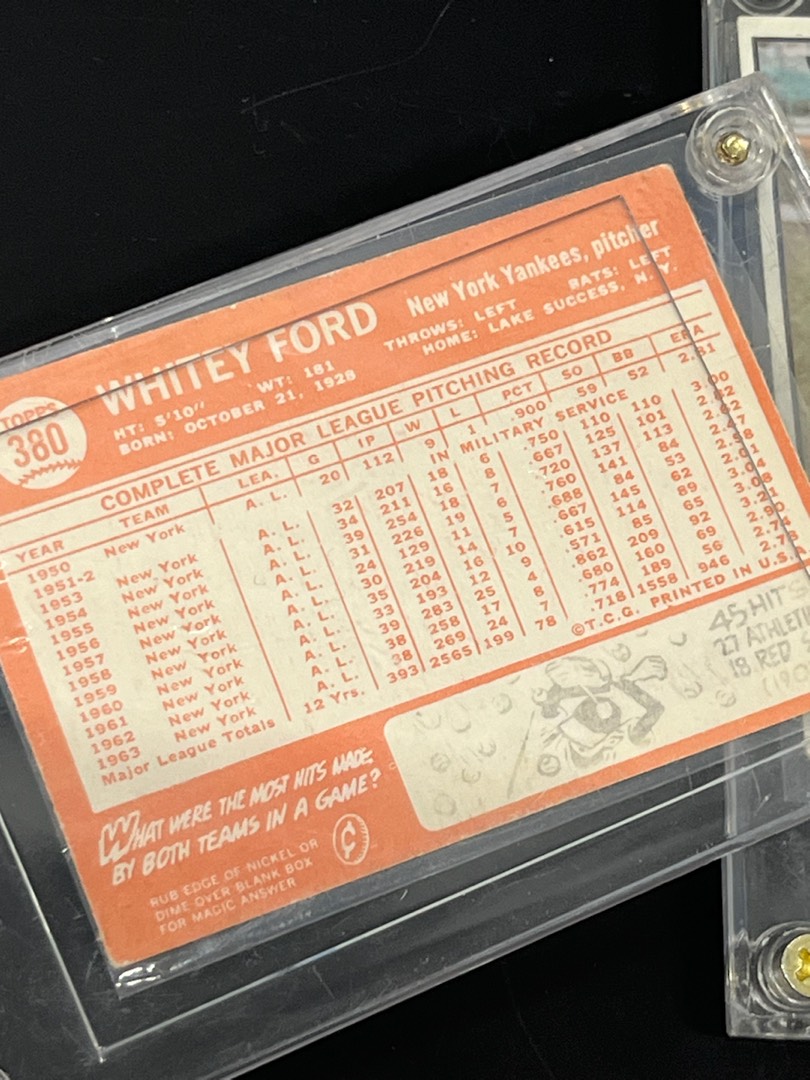 TOPPS
380
WHITEY FORD
New York Yankees, pitcher
HT: 5'10" WT: 181
THROWS: LEFT BATS: LEFT
BORN: OCTOBER 21, 1928
HOME: LAKE SUCCESS, N.Y.
COMPLETE MAJOR LEAGUE PITCHING RECORD
YEAR TEAM LEA. G IP W L PCT SO BB ERA
1950 New York A. L. 20 112 9 1 .900 59 52 2.81
1951-2 IN MILITARY SERVICE
1953 New York A. L. 32 207 18 6 .750 110 110 3.00
1954 New York A. L. 34 211 16 8 .667 125 101 2.82
1955 New York A. L. 39 254 18 7 .720 137 113 2.62
1956 New York A. L. 31 226 19 6 .760 141 84 2.47
1957 New York A. L. 24 129 11 5 .688 84 53 2.58
1958 New York A. L. 30 219 14 7 .667 145 62
1959 New York A. L. 35 204 16 10 .615 114 89 3.04
1960 New York A. L. 33 193 12 9 .571 85 65 3.08
1961 New York A. L. 39 283 25 4 .862 209 92 3.21
1962 New York A. L. 38 258 17 8 .680 160 69 2.90
1963 New York A. L. 38 269 24 7 .774 189 56
Major League Totals 12 Yrs. 393 2565 199 78 .718 1558 946
©T.C.G. PRINTED IN U.S.
WHAT WERE THE MOST HITS MADE
BY BOTH TEAMS IN A GAME?
RUB EDGE OF NICKEL OR
DIME OVER BLANK BOX
FOR MAGIC ANSWER
¢
45 HITS
27 ATHLE
18 RED
(190